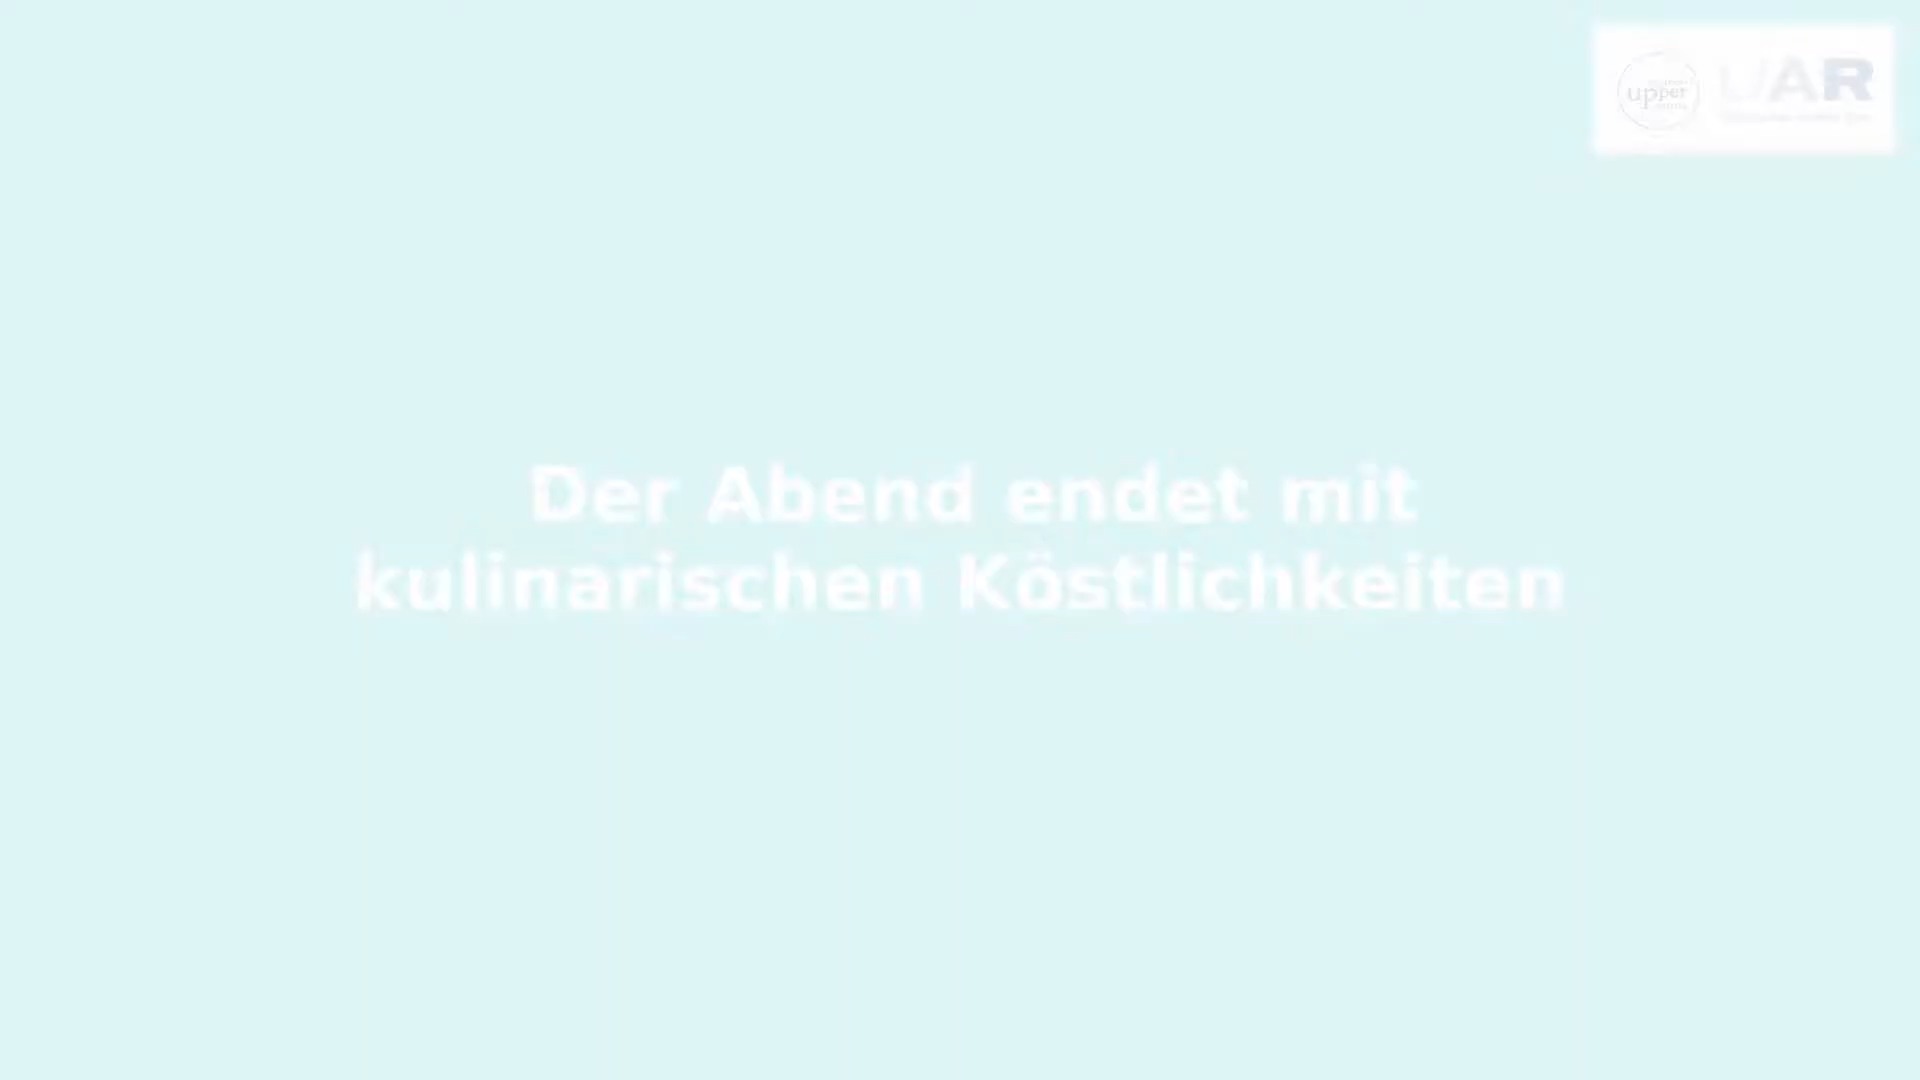 upper
UAR
Der Abend endet mit
kulinarischen Köstlichkeiten